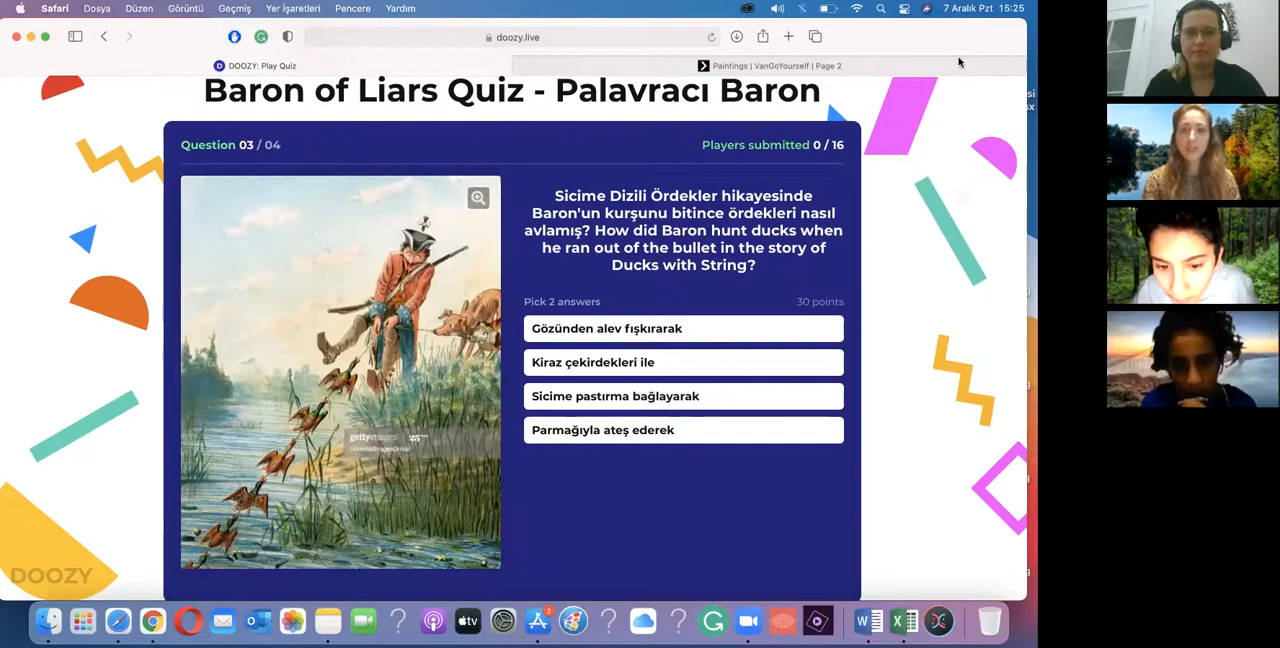 Safari Dosya Düzen Görüntü Geçmiş Yer İşaretleri Pencere Yardım
7 Aralık Pzt 15:25
doozy.live
DOOZY: Play Quiz
Paintings | VanGoYourself | Page 2
Baron of Liars Quiz - Palavracı Baron
Question 03 / 04
Players submitted 0 / 16
Sicime Dizili Ördekler hikayesinde
Baron'un kurşunu bitince ördekleri nasıl
avlamış? How did Baron hunt ducks when
he ran out of the bullet in the story of
Ducks with String?
Pick 2 answers
30 points
Gözünden alev fışkırarak
Kiraz çekirdekleri ile
Sicime pastırma bağlayarak
Parmağıyla ateş ederek
gettyimages
UniversalImagesGroup
DOOZY
tv
2
W
X